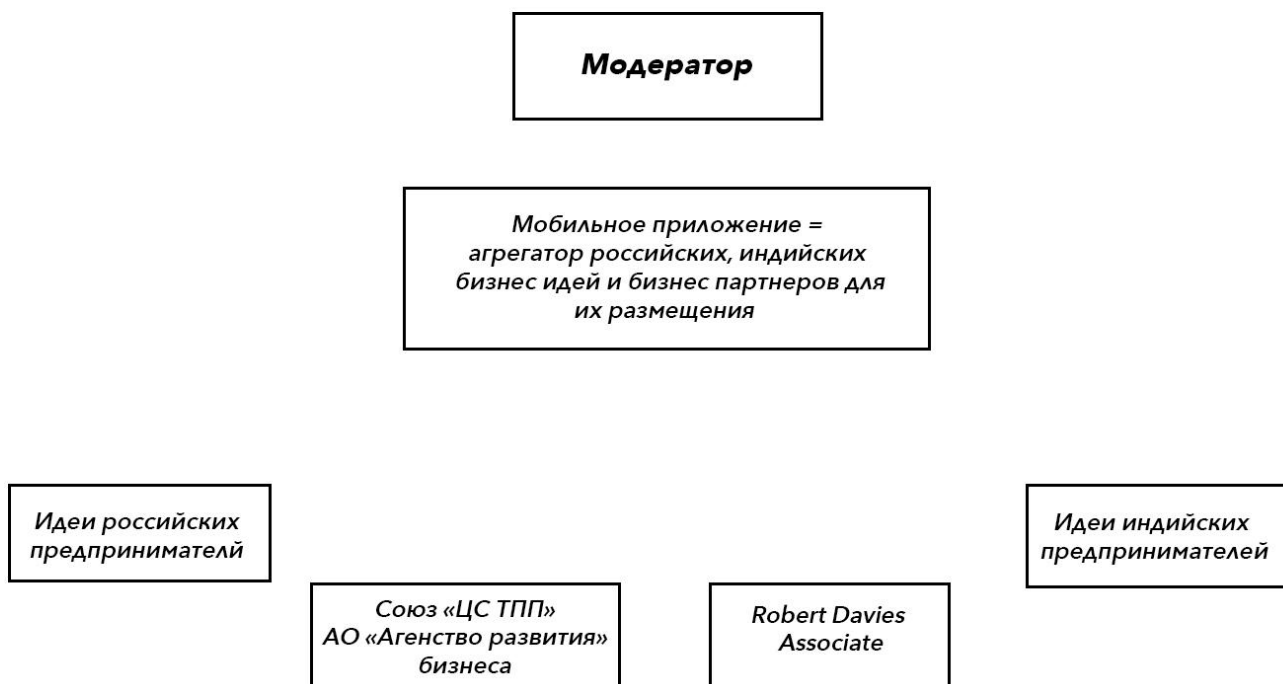 Модератор
Мобильное приложение =
агрегатор российских, индийских
бизнес идей и бизнес партнеров для
их размещения
Идеи российских
предпринимателй
Идеи индийских
предпринимателей
Союз «ЦС ТПП»
АО «Агенство развития»
бизнеса
Robert Davies
Associate